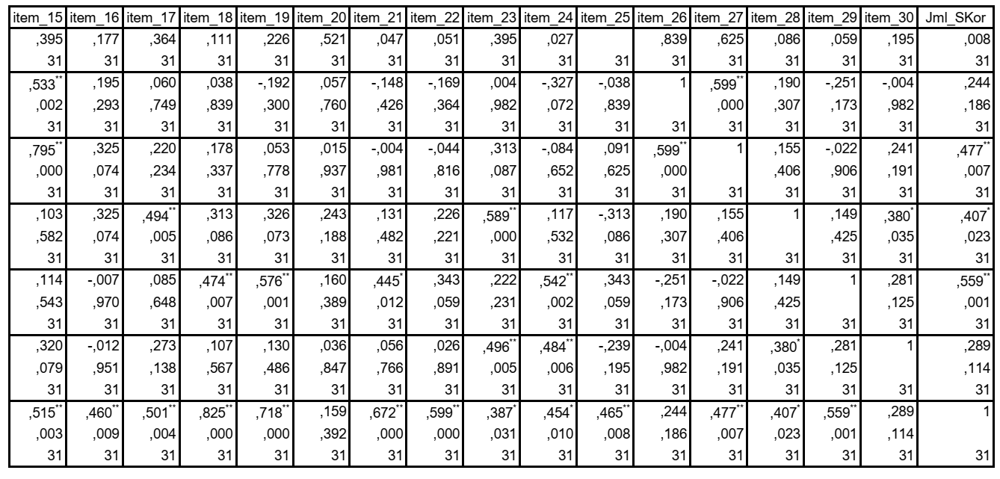 item_15 item_16 item_17 item_18 item_19 item_20 item_21 item_22 item_23 item_24 item_25 item_26 item_27 item_28 item_29 item_30 Jml_SKor
,395 ,177 ,364 ,111 ,226 ,521 ,047 ,051 ,395 ,027 ,839 ,625 ,086 ,059 ,195 ,008
31 31 31 31 31 31 31 31 31 31 31 31 31 31 31 31 31
,533** ,195 ,060 ,038 -,192 ,057 -,148 -,169 ,004 -,327 -,038 1 ,599** ,190 -,251 -,004 ,244
,002 ,293 ,749 ,839 ,300 ,760 ,426 ,364 ,982 ,072 ,839 ,000 ,307 ,173 ,982 ,186
31 31 31 31 31 31 31 31 31 31 31 31 31 31 31 31 31
,795** ,325 ,220 ,178 ,053 ,015 -,004 -,044 ,313 -,084 ,091 ,599** 1 ,155 -,022 ,241 ,477**
,000 ,074 ,234 ,337 ,778 ,937 ,981 ,816 ,087 ,652 ,625 ,000 ,406 ,906 ,191 ,007
31 31 31 31 31 31 31 31 31 31 31 31 31 31 31 31 31
,103 ,325 ,494** ,313 ,326 ,243 ,131 ,226 ,589** ,117 -,313 ,190 ,155 1 ,149 ,380* ,407*
,582 ,074 ,005 ,086 ,073 ,188 ,482 ,221 ,000 ,532 ,086 ,307 ,406 ,425 ,035 ,023
31 31 31 31 31 31 31 31 31 31 31 31 31 31 31 31 31
,114 -,007 ,085 ,474** ,576** ,160 ,445* ,343 ,222 ,542** ,343 -,251 -,022 ,149 1 ,281 ,559**
,543 ,970 ,648 ,007 ,001 ,389 ,012 ,059 ,231 ,002 ,059 ,173 ,906 ,425 ,125 ,001
31 31 31 31 31 31 31 31 31 31 31 31 31 31 31 31 31
,320 -,012 ,273 ,107 ,130 ,036 ,056 ,026 ,496** ,484** -,239 -,004 ,241 ,380* ,281 1 ,289
,079 ,951 ,138 ,567 ,486 ,847 ,766 ,891 ,005 ,006 ,195 ,982 ,191 ,035 ,125 ,114
31 31 31 31 31 31 31 31 31 31 31 31 31 31 31 31 31
,515** ,460** ,501** ,825** ,718** ,159 ,672** ,599** ,387* ,454* ,465** ,244 ,477** ,407* ,559** ,289 1
,003 ,009 ,004 ,000 ,000 ,392 ,000 ,000 ,031 ,010 ,008 ,186 ,007 ,023 ,001 ,114
31 31 31 31 31 31 31 31 31 31 31 31 31 31 31 31 31